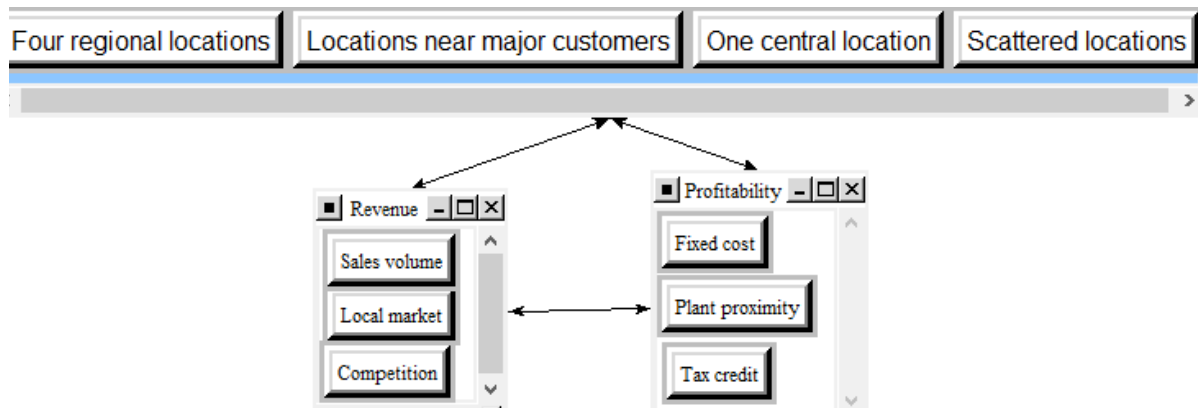 Four regional locations
Locations near major customers
One central location
Scattered locations
Revenue
Sales volume
Local market
Competition
Profitability
Fixed cost
Plant proximity
Tax credit